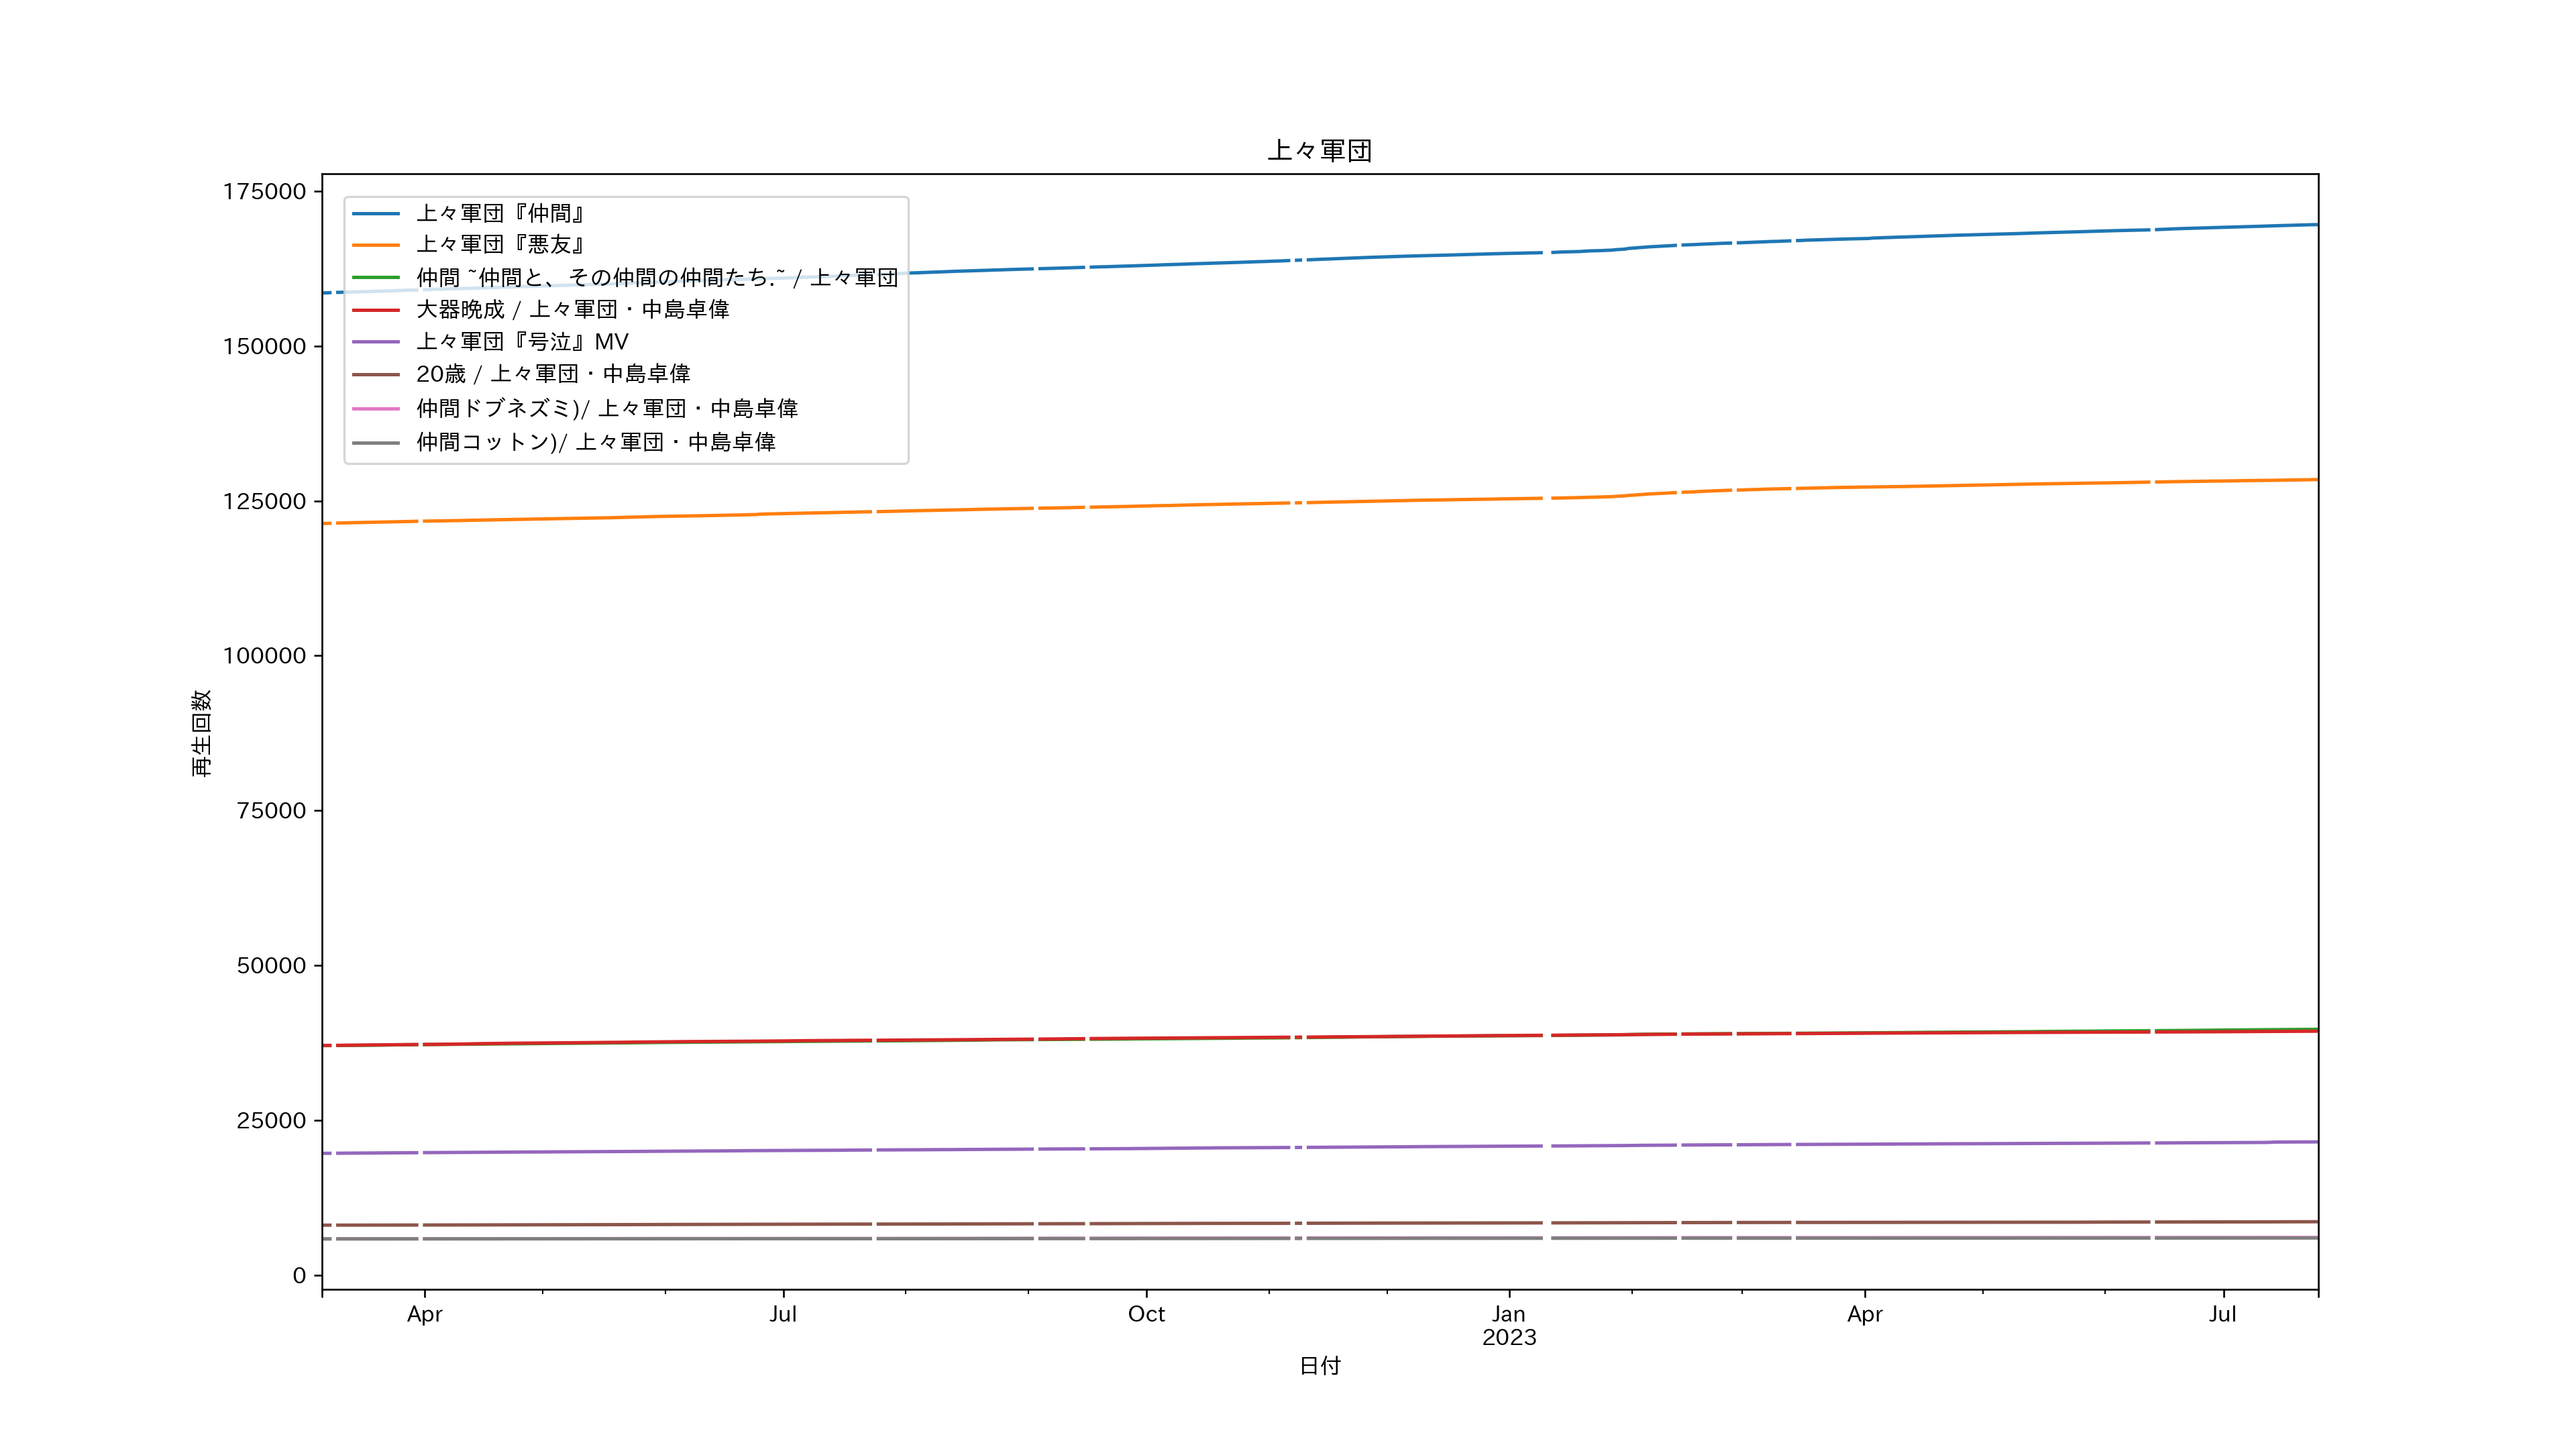 上々軍団
175000
150000
125000
100000
75000
50000
25000
0
再生回数
上々軍団『仲間』
上々軍団『悪友』
仲間 ~仲間と、その仲間の仲間たち.~ / 上々軍団
大器晩成 / 上々軍団・中島卓偉
上々軍団『号泣』MV
20歳 / 上々軍団・中島卓偉
仲間ドブネズミ)/ 上々軍団・中島卓偉
仲間コットン)/ 上々軍団・中島卓偉
Apr Jul Oct Jan Apr Jul
2023
日付